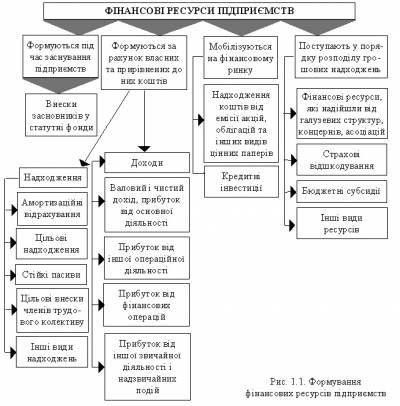 ФІНАНСОВІ РЕСУРСИ ПІДПРИЄМСТВ
Формуються під
час заснування
підприємств
Внески
засновників у
статутні фонди
Формуються за
рахунок власних
та прирівнених до
них коштів
Надходження
Амортизаційні
відрахування
Цільові
надходження
Стійкі пасиви
Цільові внески
членів трудо-
вого колективу
Інші види
надходжень
Доходи
Валовий і чистий
дохід, прибуток
від основної
діяльності
Прибуток від
іншої операційної
діяльності
Прибуток від
фінансових
операцій
Прибуток від
іншої звичайної
діяльності і
надзвичайних
подій
Мобілізуються
на фінансовому
ринку
Надходження
коштів від
емісії акцій,
облігацій та
інших видів
цінних паперів
Кредитні
інвестиції
Поступають у поря-
дку розподілу гро-
шових надходжень
Фінансові ресурси,
які надійшли від
галузевих структур,
концернів, асоціацій
Страхові
відшкодування
Бюджетні субсидії
Інші види
ресурсів
Рис. 1.1. Формування
фінансових ресурсів підприємств